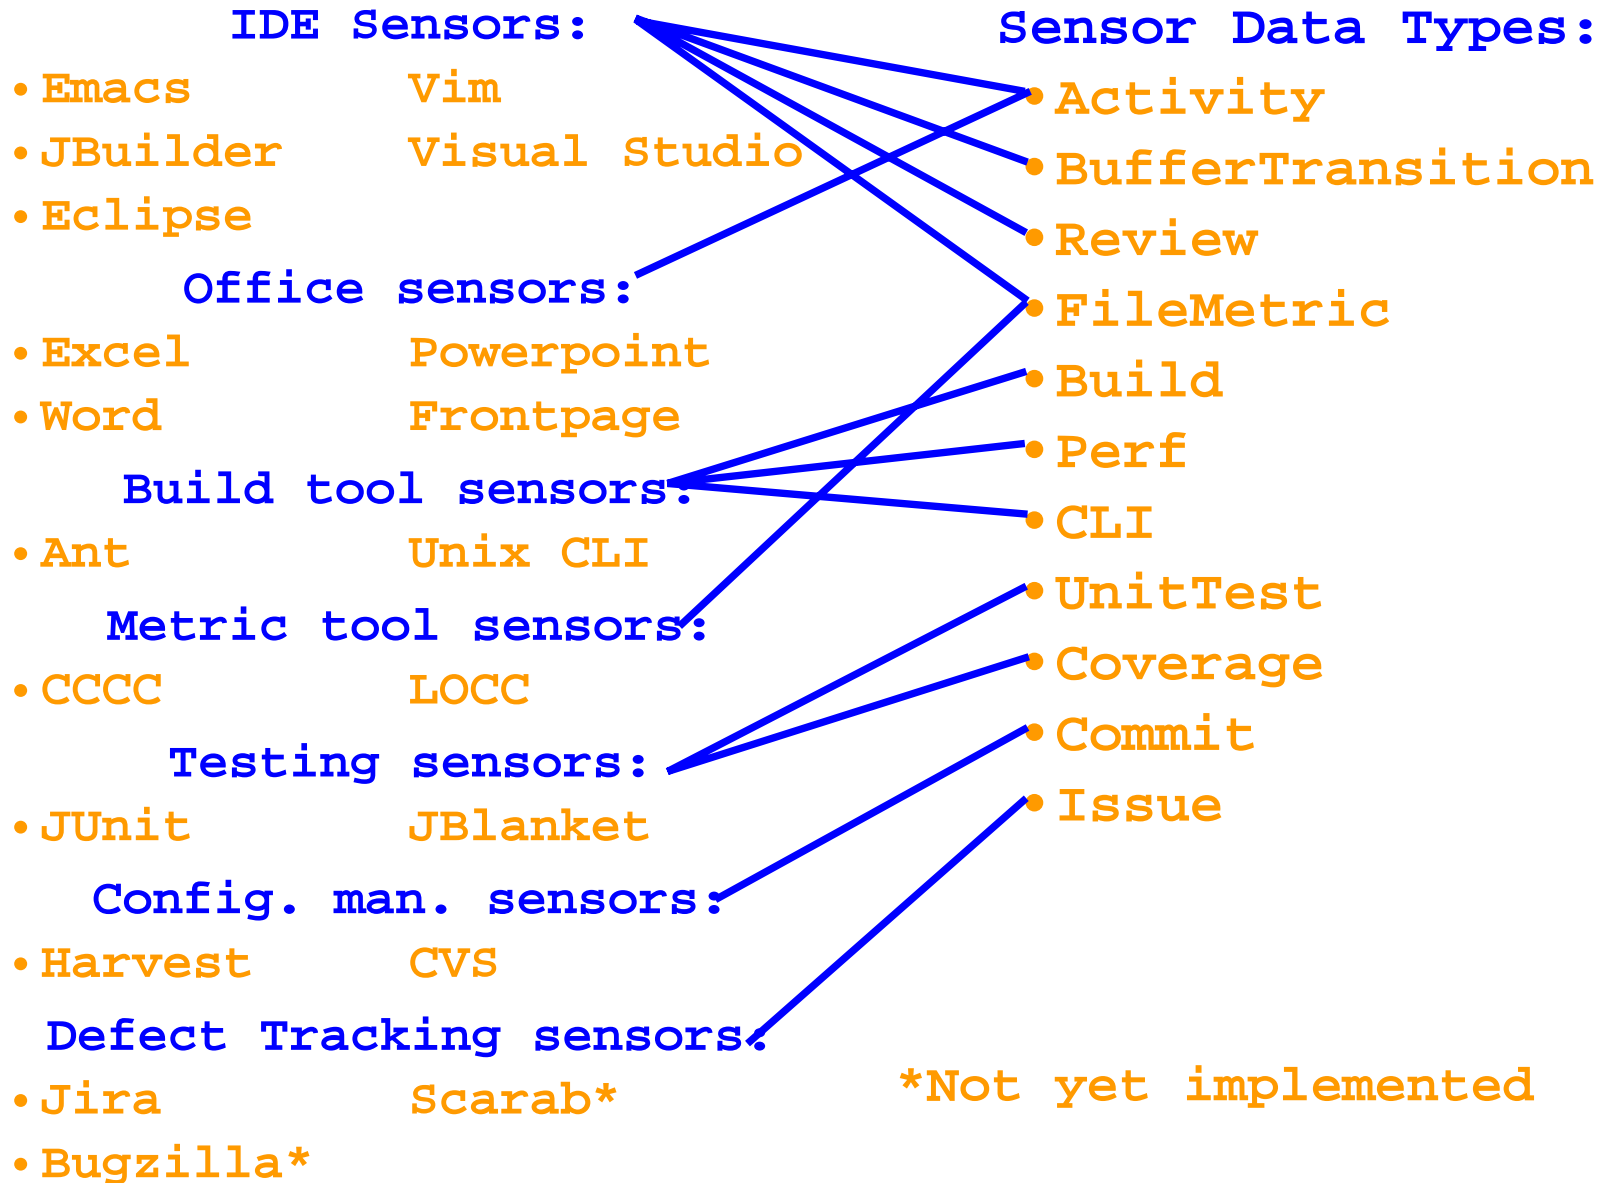 IDE Sensors:
• Emacs Vim
• JBuilder Visual Studio
• Eclipse
Office sensors:
• Excel Powerpoint
• Word Frontpage
Build tool sensors:
• Ant Unix CLI
Metric tool sensors:
• CCCC LOCC
Testing sensors:
• JUnit JBlanket
Config. man. sensors:
• Harvest CVS
Defect Tracking sensors:
• Jira Scarab*
• Bugzilla*
Sensor Data Types:
• Activity
• BufferTransition
• Review
• FileMetric
• Build
• Perf
• CLI
• UnitTest
• Coverage
• Commit
• Issue
*Not yet implemented